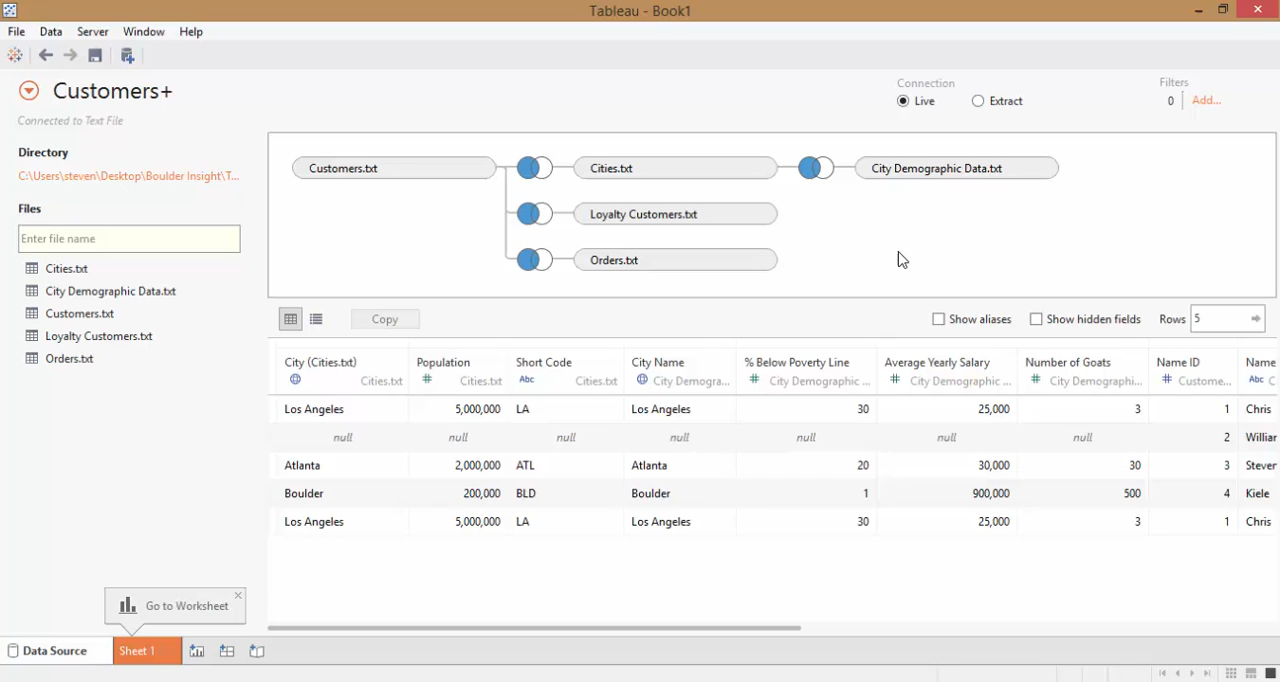 Tableau - Book1
File Data Server Window Help
Customers+
Connected to Text File
Connection
Live Extract
Filters
0 Add...
Directory
C:\Users\steven\Desktop\Boulder Insight\T...
Files
Enter file name
Cities.txt
City Demographic Data.txt
Customers.txt
Loyalty Customers.txt
Orders.txt
Customers.txt Cities.txt City Demographic Data.txt
Loyalty Customers.txt
Orders.txt
Copy Show aliases Show hidden fields Rows 5
City (Cities.txt) Population Short Code City Name % Below Poverty Line Average Yearly Salary Number of Goats Name ID Name
Cities.txt # Cities.txt Abc Cities.txt City Demogra... # City Demographic ... # City Demographic ... # City Demographi... # Custome... Abc C
Los Angeles 5,000,000 LA Los Angeles 30 25,000 3 1 Chris
null null null null null null null 2 Williar
Atlanta 2,000,000 ATL Atlanta 20 30,000 30 3 Stever
Boulder 200,000 BLD Boulder 1 900,000 500 4 Kiele
Los Angeles 5,000,000 LA Los Angeles 30 25,000 3 1 Chris
Go to Worksheet
Data Source Sheet 1